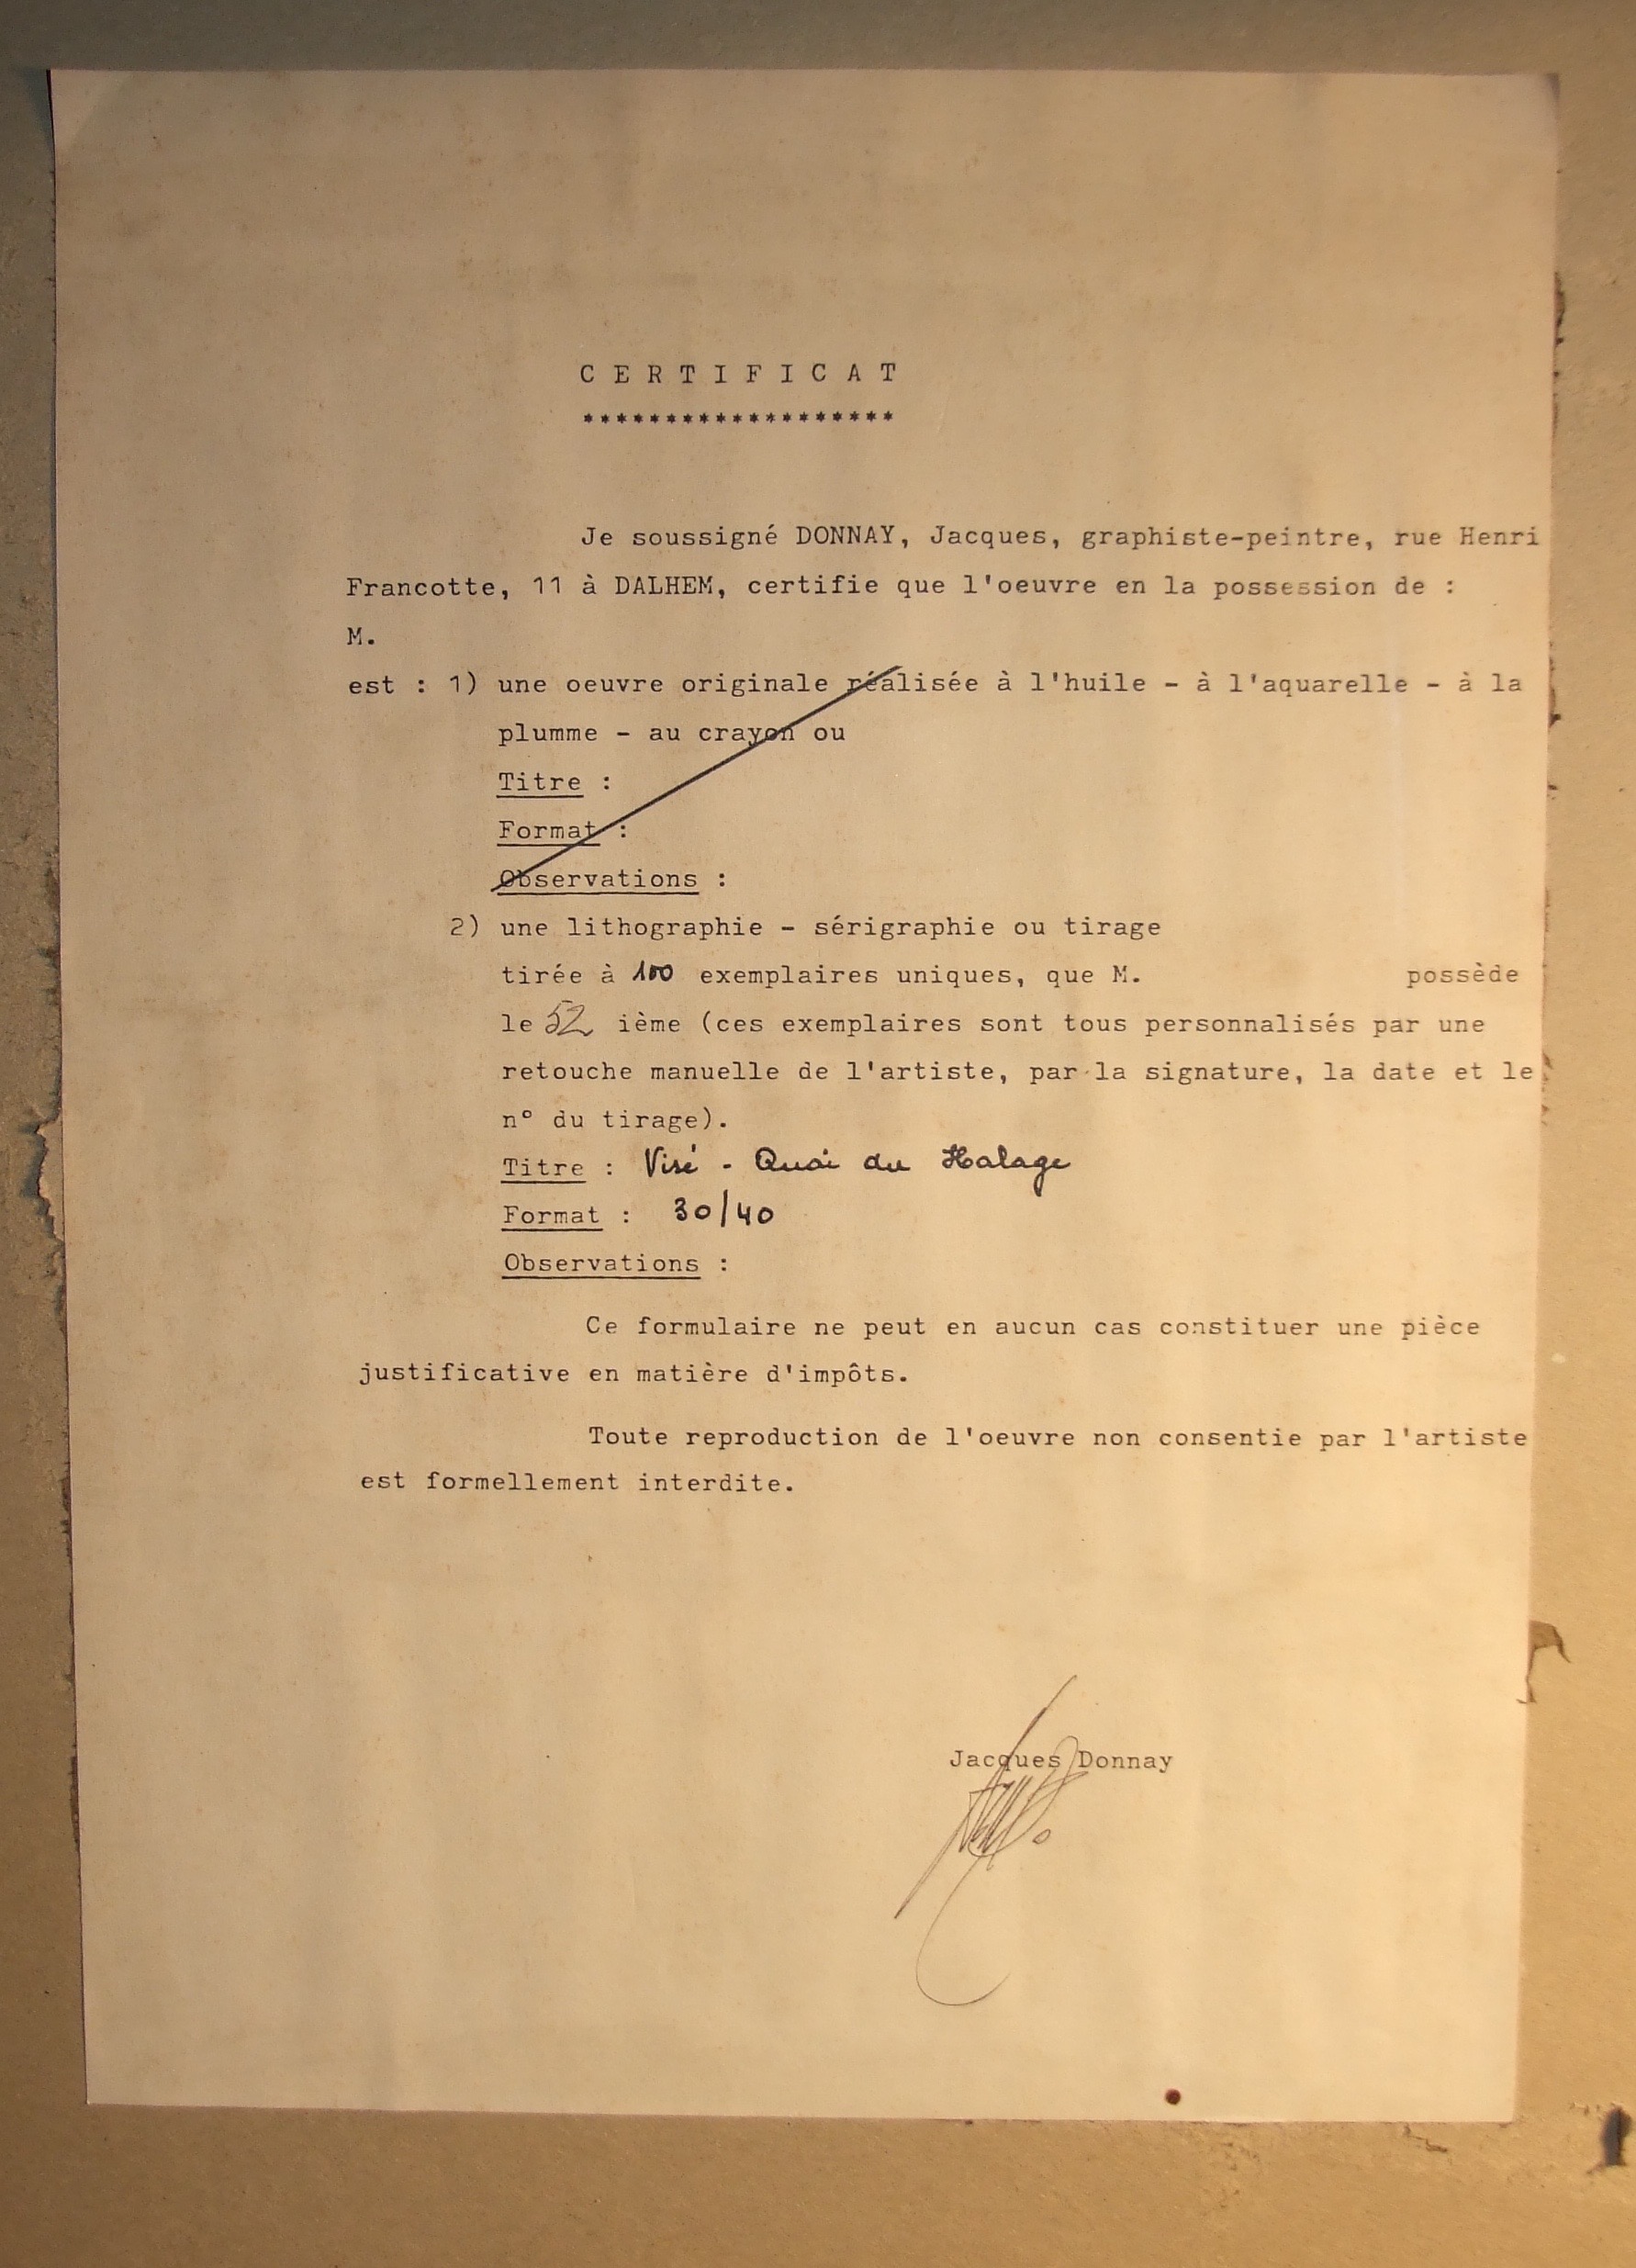 C E R T I F I C A T
*******************
Je soussigné DONNAY, Jacques, graphiste-peintre, rue Henri
Francotte, 11 à DALHEM, certifie que l'oeuvre en la possession de :
M.
est : 1) une oeuvre originale réalisée à l'huile - à l'aquarelle - à la
plumme - au crayon ou
Titre :
Format :
Observations :
2) une lithographie - sérigraphie ou tirage
tirée à 100 exemplaires uniques, que M. possède
le 52 ième (ces exemplaires sont tous personnalisés par une
retouche manuelle de l'artiste, par la signature, la date et le
n° du tirage).
Titre : Visé - Quai du Halage
Format : 30/40
Observations :
Ce formulaire ne peut en aucun cas constituer une pièce
justificative en matière d'impôts.
Toute reproduction de l'oeuvre non consentie par l'artiste
est formellement interdite.
Jacques Donnay